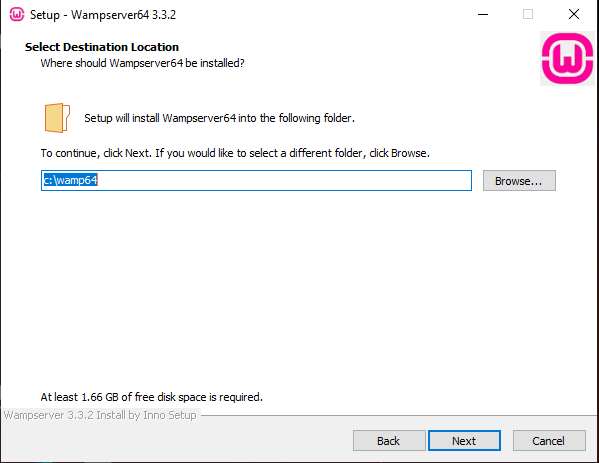 Setup - Wampserver64 3.3.2
Select Destination Location
Where should Wampserver64 be installed?
Setup will install Wampserver64 into the following folder.
To continue, click Next. If you would like to select a different folder, click Browse.
c:\wamp64
Browse...
At least 1.66 GB of free disk space is required.
Wampserver 3.3.2 Install by Inno Setup
Back
Next
Cancel